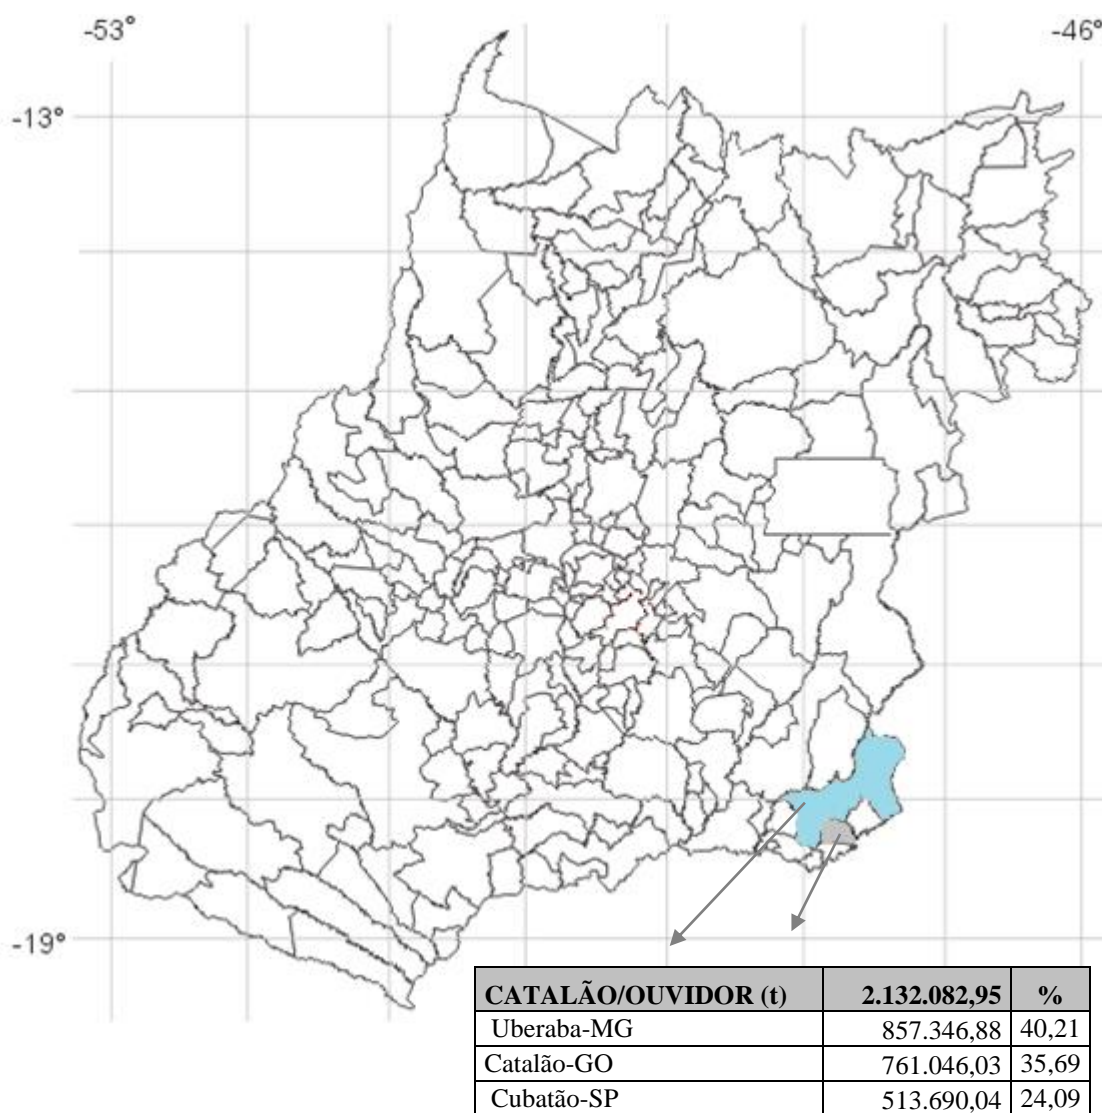 -53°
-46°
-13°
-19°
CATALÃO/OUVIDOR (t) 2.132.082,95 %
Uberaba-MG 857.346,88 40,21
Catalão-GO 761.046,03 35,69
Cubatão-SP 513.690,04 24,09